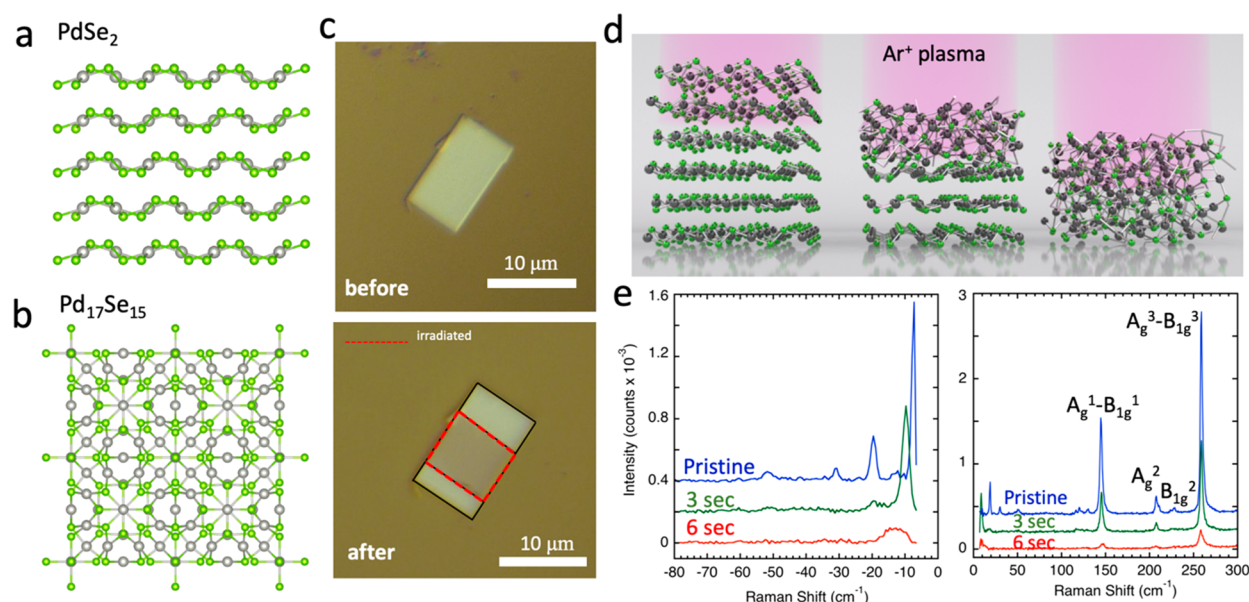 a
PdSe₂
b
Pd₁₇Se₁₅
c
10 μm
before
irradiated
10 μm
after
d
Ar⁺ plasma
e
Intensity (counts x 10⁻³)
1.6
1.2
0.8
0.4
0
Pristine
3 sec
6 sec
-80 -70 -60 -50 -40 -30 -20 -10 0
Raman Shift (cm⁻¹)
3
2
1
0
A_g³-B₁g³
A_g¹-B₁g¹
A_g²
B₁g²
Pristine
3 sec
6 sec
0 50 100 150 200 250 300
Raman Shift (cm⁻¹)